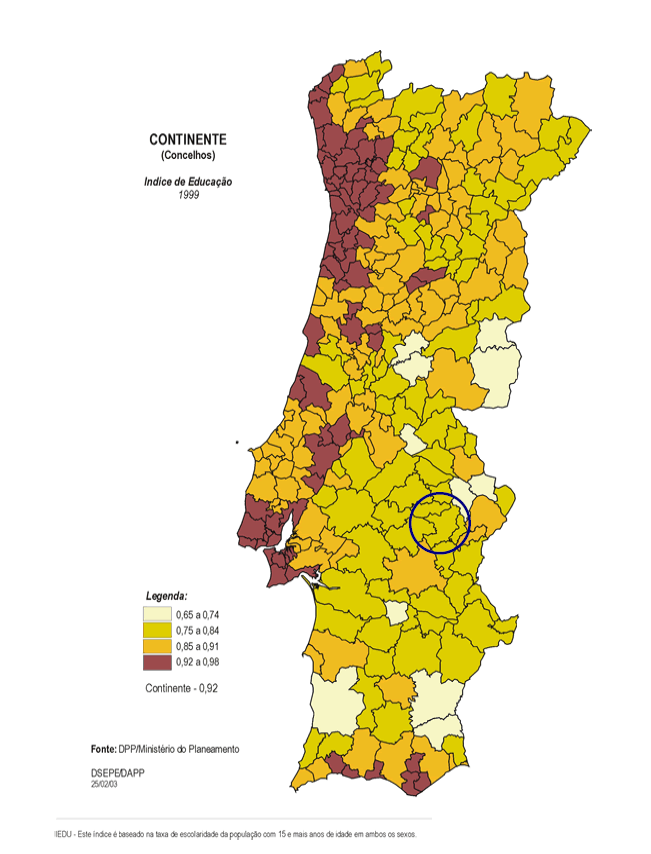 CONTINENTE
(Concelhos)
Indice de Educação
1999
Legenda:
0,65 a 0,74
0,75 a 0,84
0,85 a 0,91
0,92 a 0,98
Continente - 0,92
Fonte: DPP/Ministério do Planeamento
DSEPE/DAPP
25/02/03
IEDU - Este índice é baseado na taxa de escolaridade da população com 15 e mais anos de idade em ambos os sexos.